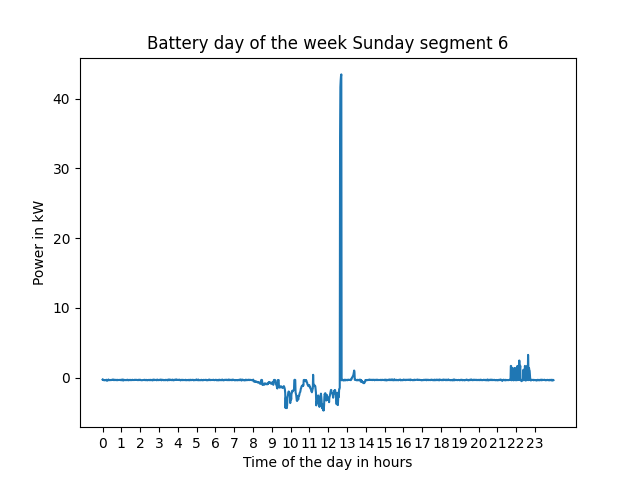 Battery day of the week Sunday segment 6
Power in kW
40
30
20
10
0
0 1 2 3 4 5 6 7 8 9 10 11 12 13 14 15 16 17 18 19 20 21 22 23
Time of the day in hours